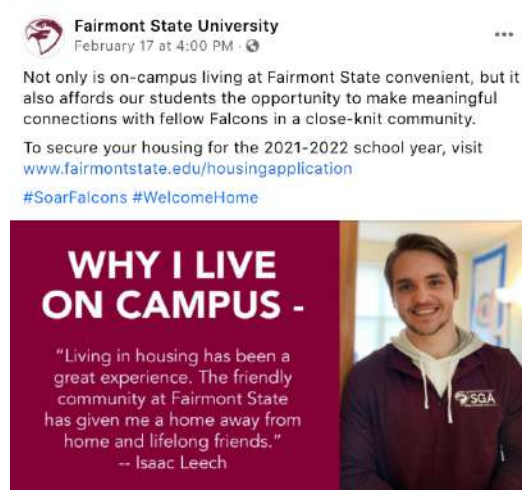 Fairmont State University
February 17 at 4:00 PM ·
Not only is on-campus living at Fairmont State convenient, but it
also affords our students the opportunity to make meaningful
connections with fellow Falcons in a close-knit community.
To secure your housing for the 2021-2022 school year, visit
www.fairmontstate.edu/housingapplication
#SoarFalcons #WelcomeHome
WHY I LIVE
ON CAMPUS -
"Living in housing has been a
great experience. The friendly
community at Fairmont State
has given me a home away from
home and lifelong friends."
-- Isaac Leech
SGA